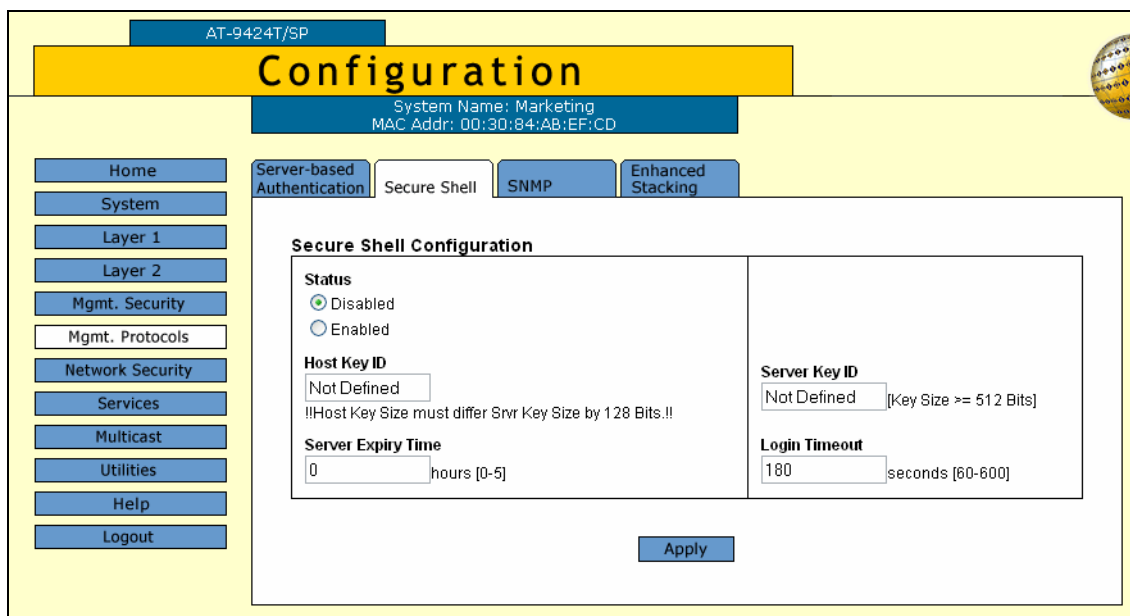 AT-9424T/SP
Configuration
System Name: Marketing
MAC Addr: 00:30:84:AB:EF:CD
Home
System
Layer 1
Layer 2
Mgmt. Security
Mgmt. Protocols
Network Security
Services
Multicast
Utilities
Help
Logout
Server-based
Authentication
Secure Shell
SNMP
Enhanced
Stacking
Secure Shell Configuration
Status
Disabled
Enabled
Host Key ID
Not Defined
!!Host Key Size must differ Srvr Key Size by 128 Bits.!!
Server Key ID
Not Defined [Key Size >= 512 Bits]
Server Expiry Time
0 hours [0-5]
Login Timeout
180 seconds [60-600]
Apply